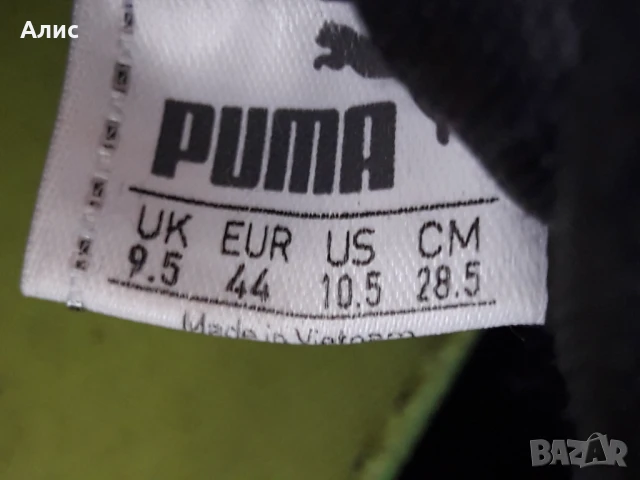 Алис
PUMA
UK EUR US CM
9.5 44 10.5 28.5
Made in Vietnam
BAZAR